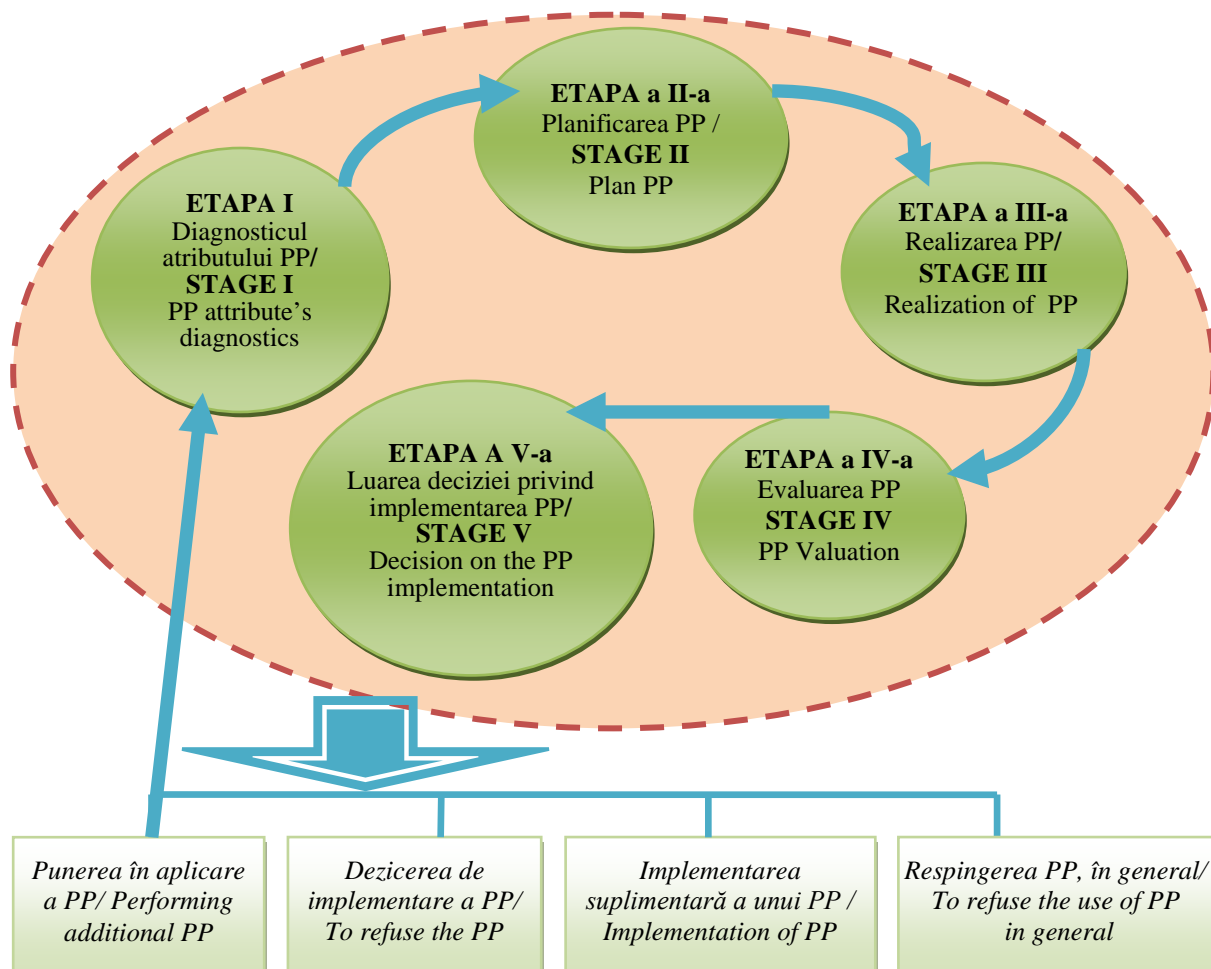 ETAPA I
Diagnosticul
atributului PP/
STAGE I
PP attribute’s
diagnostics
ETAPA a II-a
Planificarea PP /
STAGE II
Plan PP
ETAPA a III-a
Realizarea PP/
STAGE III
Realization of PP
ETAPA a IV-a
Evaluarea PP
STAGE IV
PP Valuation
ETAPA A V-a
Luarea deciziei privind
implementarea PP/
STAGE V
Decision on the PP
implementation
Punerea în aplicare
a PP/ Performing
additional PP
Dezicerea de
implementare a PP/
To refuse the PP
Implementarea
suplimentară a unui PP /
Implementation of PP
Respingerea PP, în general/
To refuse the use of PP
in general